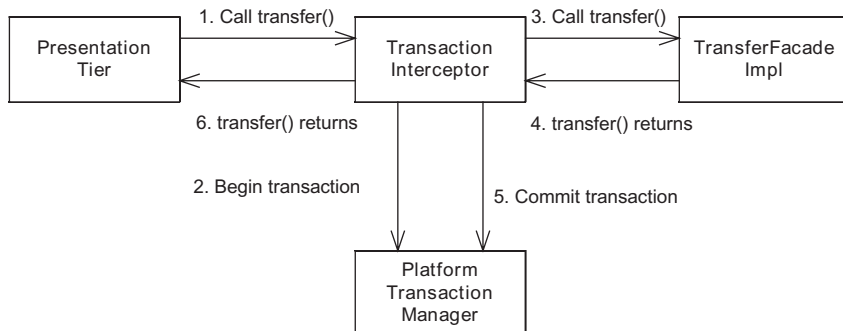 1. Call transfer()
3. Call transfer()
Presentation
Tier
Transaction
Interceptor
TransferFacade
Impl
6. transfer() returns
4. transfer() returns
2. Begin transaction
5. Commit transaction
Platform
Transaction
Manager